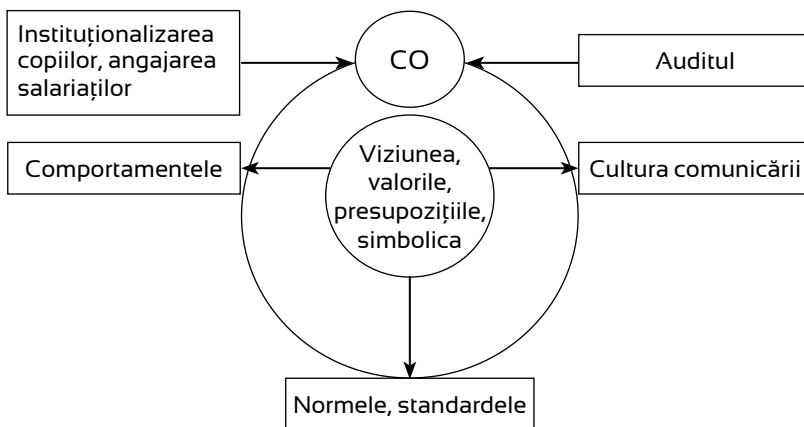 Instituționalizarea
copiilor, angajarea
salariaților
CO
Auditul
Comportamentele
Viziunea,
valorile,
presupozițiile,
simbolica
Cultura comunicării
Normele, standardele